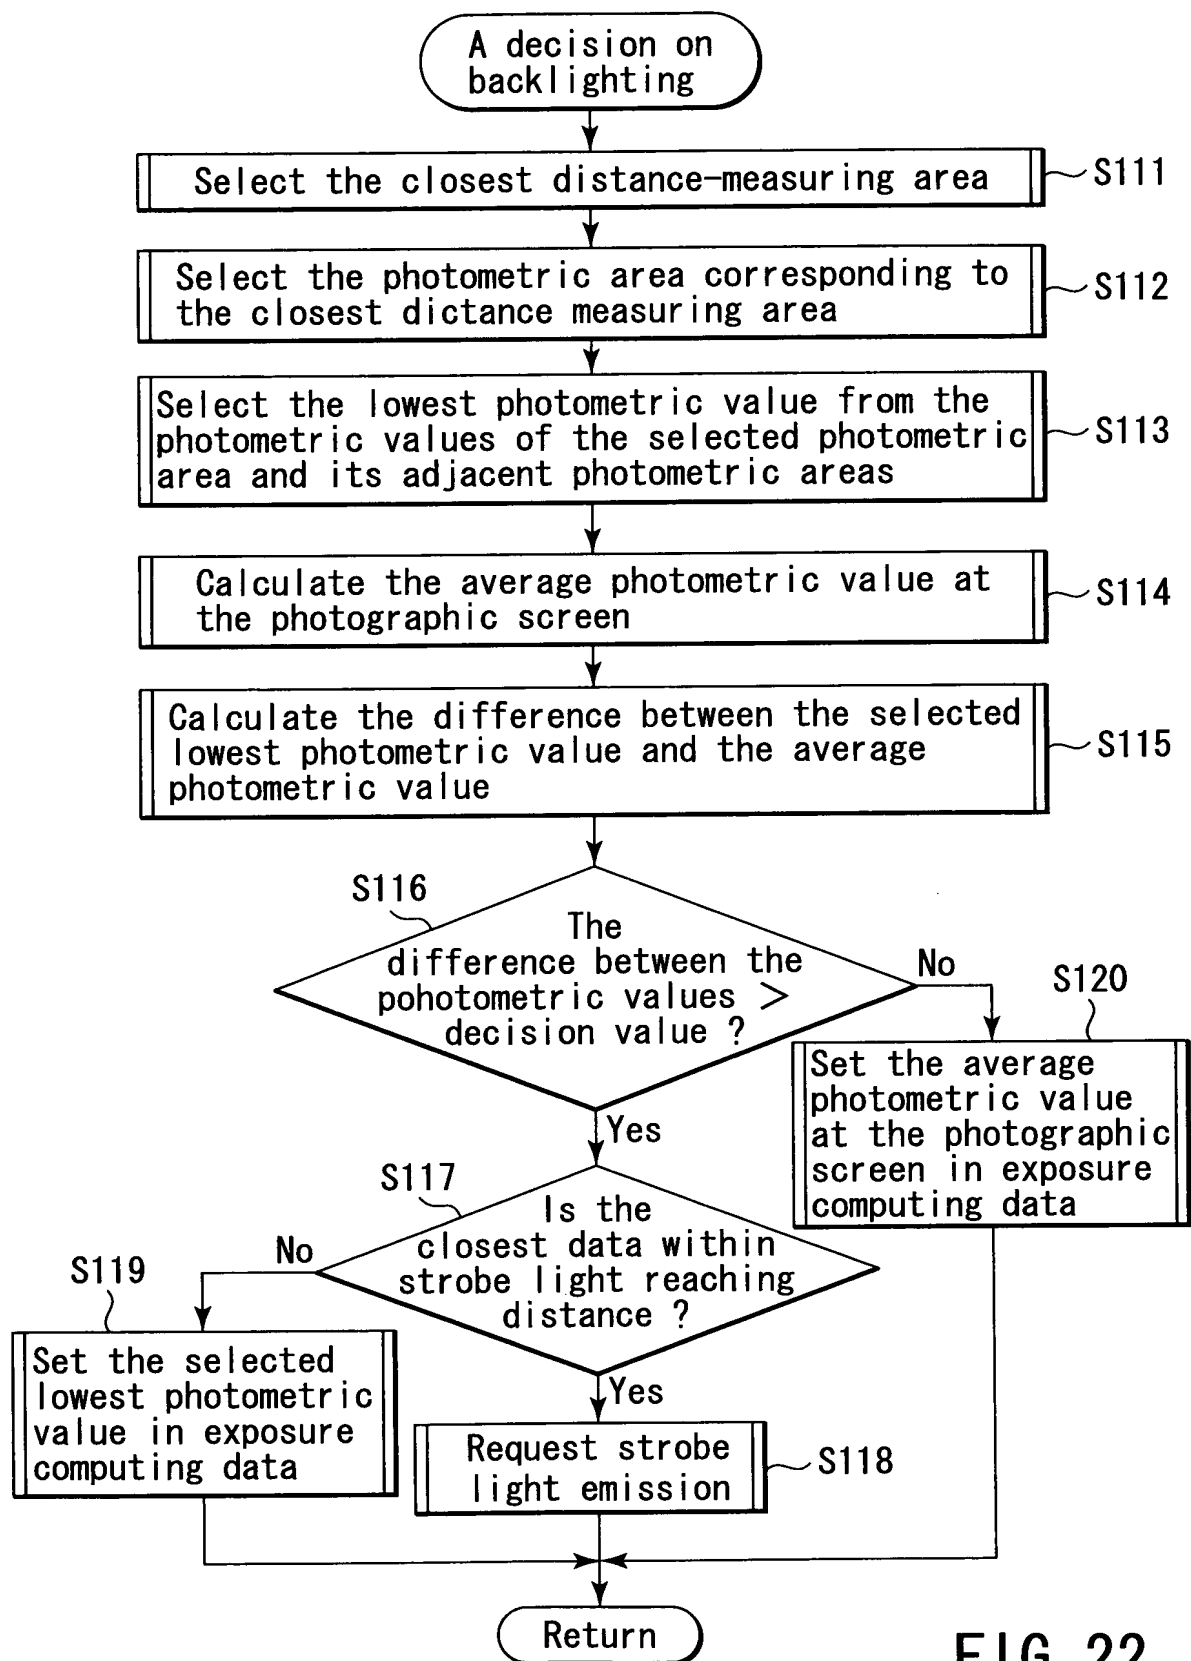 A decision on
backlighting
Select the closest distance-measuring area
S111
Select the photometric area corresponding to
the closest dictance measuring area
S112
Select the lowest photometric value from the
photometric values of the selected photometric
area and its adjacent photometric areas
S113
Calculate the average photometric value at
the photographic screen
S114
Calculate the difference between the selected
lowest photometric value and the average
photometric value
S115
S116
The
difference between the
pohotometric values >
decision value ?
No
Yes
S120
Set the average
photometric value
at the photographic
screen in exposure
computing data
S117
Is the
closest data within
strobe light reaching
distance ?
No
Yes
S119
Set the selected
lowest photometric
value in exposure
computing data
Request strobe
light emission
S118
Return
FIG. 22